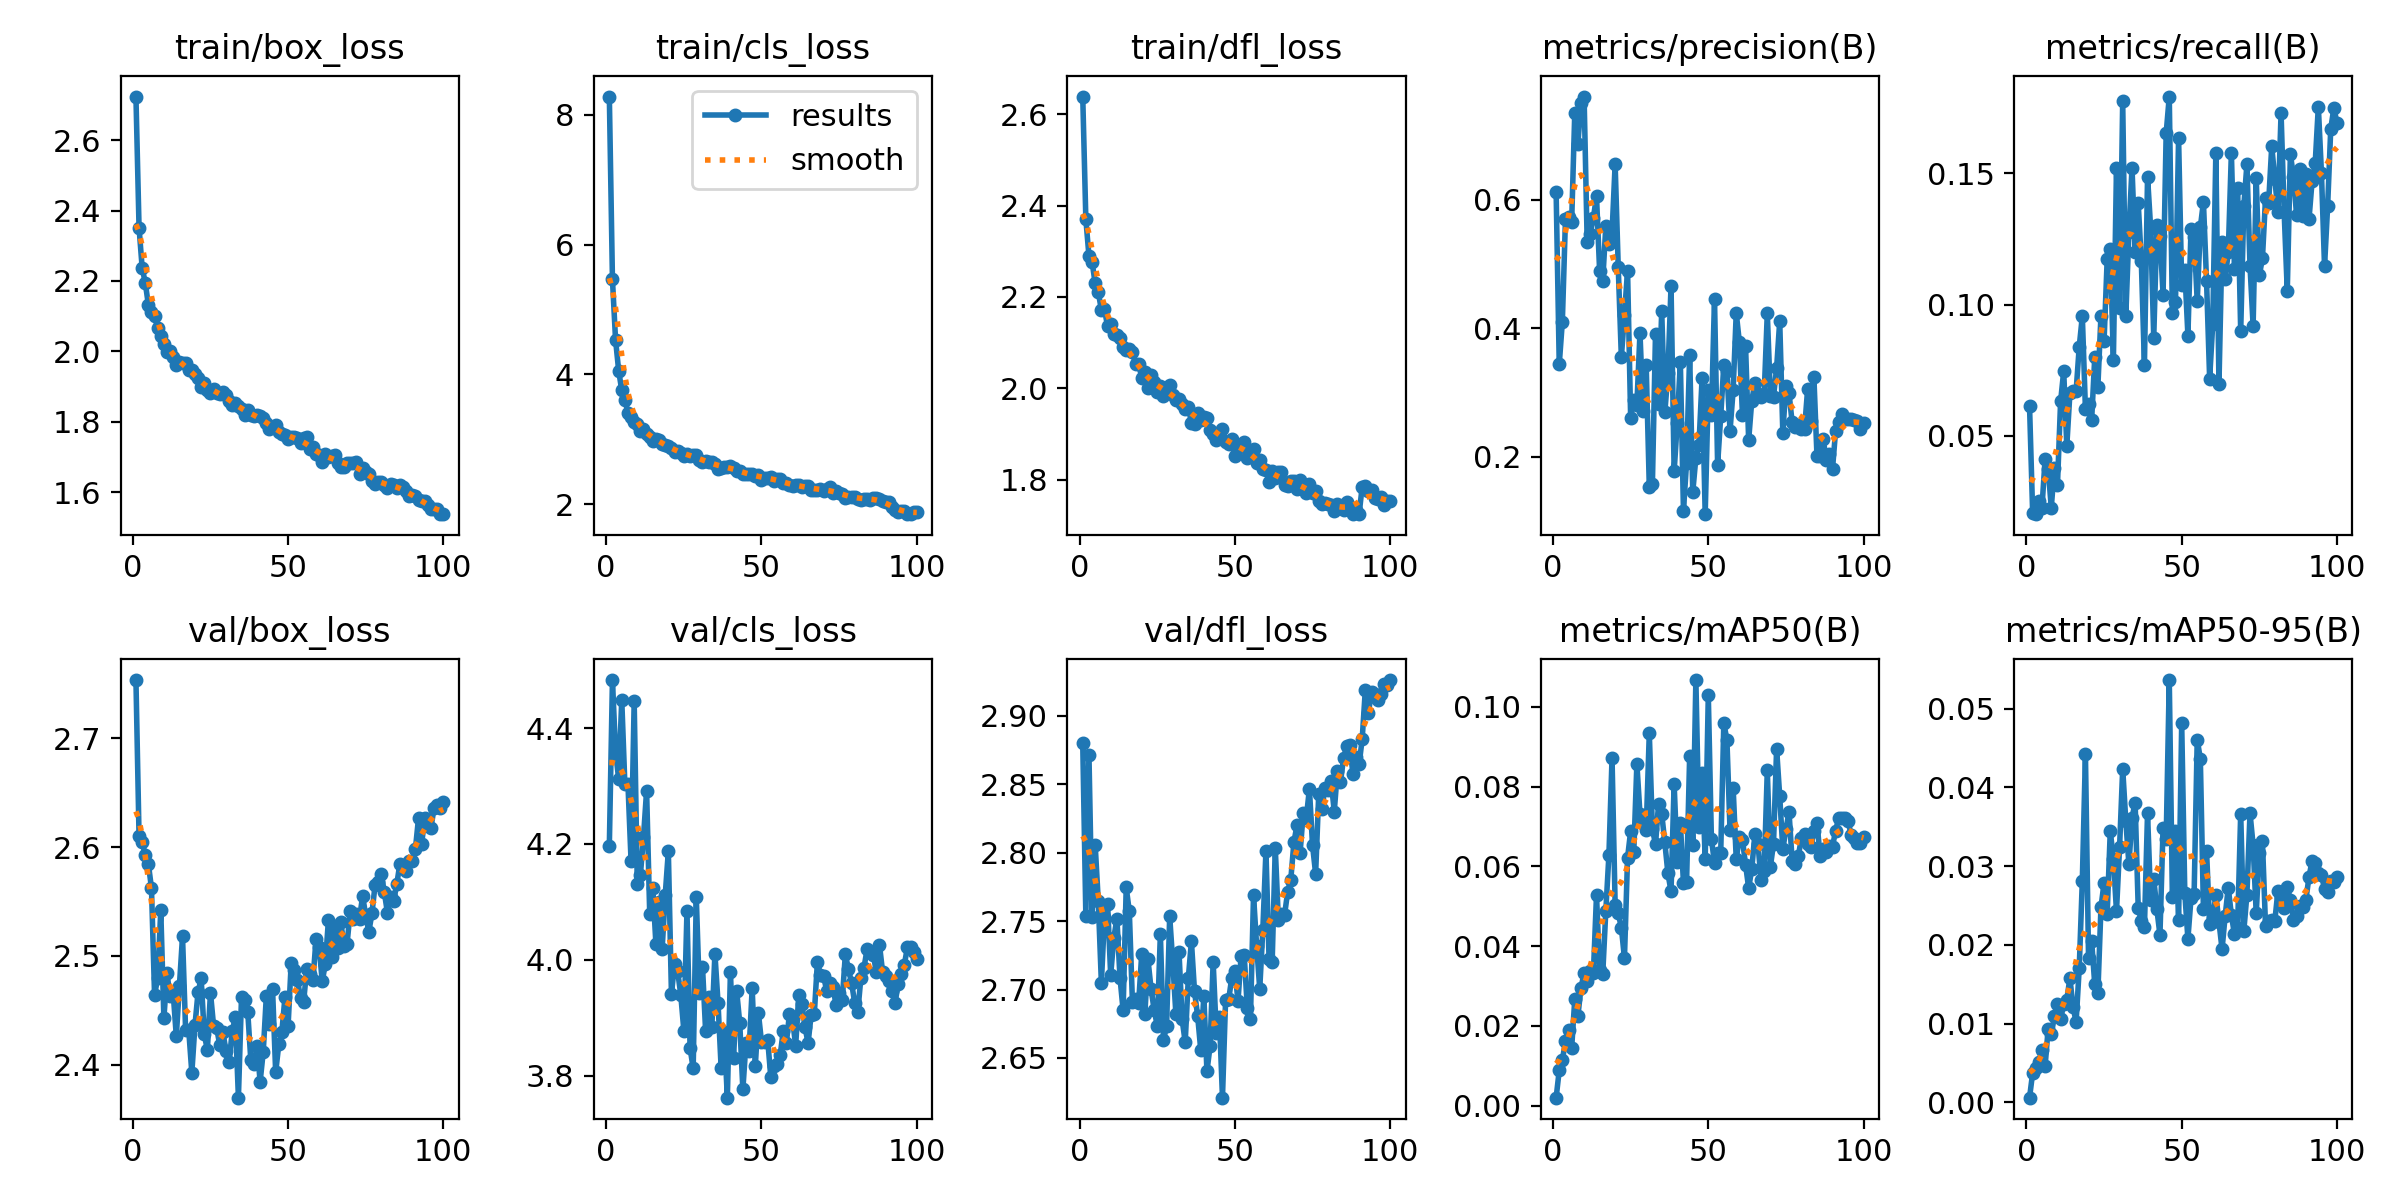 train/box_loss
2.6
2.4
2.2
2.0
1.8
1.6
0 50 100
train/cls_loss
results
smooth
8
6
4
2
0 50 100
train/dfl_loss
2.6
2.4
2.2
2.0
1.8
0 50 100
metrics/precision(B)
0.6
0.4
0.2
0 50 100
metrics/recall(B)
0.15
0.10
0.05
0 50 100
val/box_loss
2.7
2.6
2.5
2.4
0 50 100
val/cls_loss
4.4
4.2
4.0
3.8
0 50 100
val/dfl_loss
2.90
2.85
2.80
2.75
2.70
2.65
0 50 100
metrics/mAP50(B)
0.10
0.08
0.06
0.04
0.02
0.00
0 50 100
metrics/mAP50-95(B)
0.05
0.04
0.03
0.02
0.01
0.00
0 50 100